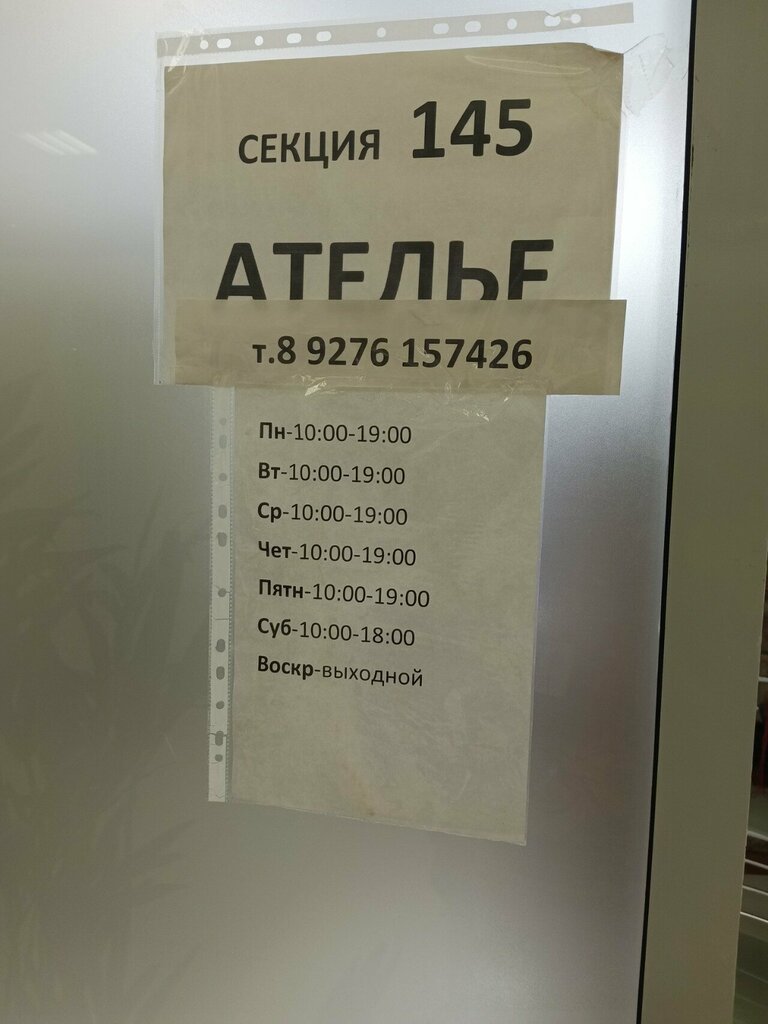 СЕКЦИЯ 145
АТЕЛЬЕ
т.8 9276 157426
Пн-10:00-19:00
Вт-10:00-19:00
Ср-10:00-19:00
Чет-10:00-19:00
Пятн-10:00-19:00
Суб-10:00-18:00
Воскр-выходной